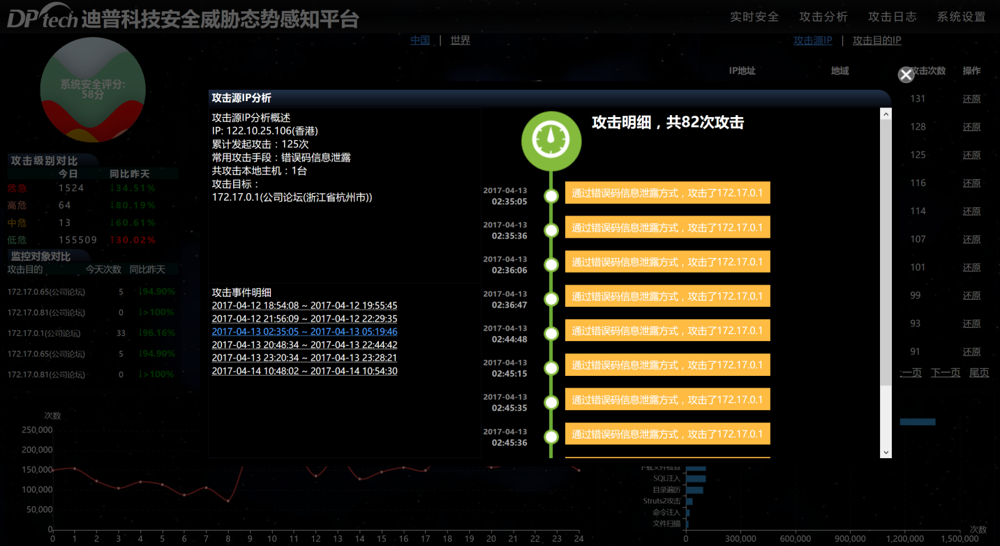 DPtech 迪普科技安全威胁态势感知平台
实时安全 攻击分析 攻击日志 系统设置
中国 | 世界
攻击源IP | 攻击目的IP
系统安全评分:
58分
攻击级别对比
今日 同比昨天
危急 1524 ↓34.51%
高危 64 ↓80.19%
中危 13 ↓60.61%
低危 155509 ↑30.02%
监控对象对比
攻击目的 今天次数 同比昨天
172.17.0.65(公司论坛) 5 ↓94.90%
172.17.0.81(公司论坛) 0 ↓>100%
172.17.0.1(公司论坛) 33 ↓96.16%
172.17.0.65(公司论坛) 5 ↓94.90%
172.17.0.81(公司论坛) 0 ↓>100%
攻击源IP分析
攻击源IP分析概述
IP: 122.10.25.106(香港)
累计发起攻击：125次
常用攻击手段：错误码信息泄露
共攻击本地主机：1台
攻击目标：
172.17.0.1(公司论坛(浙江省杭州市))
攻击事件明细
2017-04-12 18:54:08 ~ 2017-04-12 19:55:45
2017-04-12 21:56:09 ~ 2017-04-12 22:29:35
2017-04-13 02:35:05 ~ 2017-04-13 05:19:46
2017-04-13 20:48:34 ~ 2017-04-13 22:44:42
2017-04-13 23:20:34 ~ 2017-04-13 23:28:21
2017-04-14 10:48:02 ~ 2017-04-14 10:54:30
攻击明细，共82次攻击
2017-04-13
02:35:05
通过错误码信息泄露方式，攻击了172.17.0.1
2017-04-13
02:35:36
通过错误码信息泄露方式，攻击了172.17.0.1
2017-04-13
02:36:06
通过错误码信息泄露方式，攻击了172.17.0.1
2017-04-13
02:36:47
通过错误码信息泄露方式，攻击了172.17.0.1
2017-04-13
02:44:48
通过错误码信息泄露方式，攻击了172.17.0.1
2017-04-13
02:45:15
通过错误码信息泄露方式，攻击了172.17.0.1
2017-04-13
02:45:35
通过错误码信息泄露方式，攻击了172.17.0.1
2017-04-13
02:45:36
通过错误码信息泄露方式，攻击了172.17.0.1
IP地址 地域 攻击次数 操作
131 还原
128 还原
125 还原
116 还原
114 还原
107 还原
101 还原
99 还原
93 还原
91 还原
一页 下一页 尾页
次数
250,000
200,000
150,000
100,000
50,000
0
0 1 2 3 4 5 6 7 8 9 10 11 12 13 14 15 16 17 18 19 20 21 22 23 24
SQL注入
目录遍历
Struts2攻击
命令注入
文件扫描
次数
0 300,000 600,000 900,000 1,200,000 1,500,000